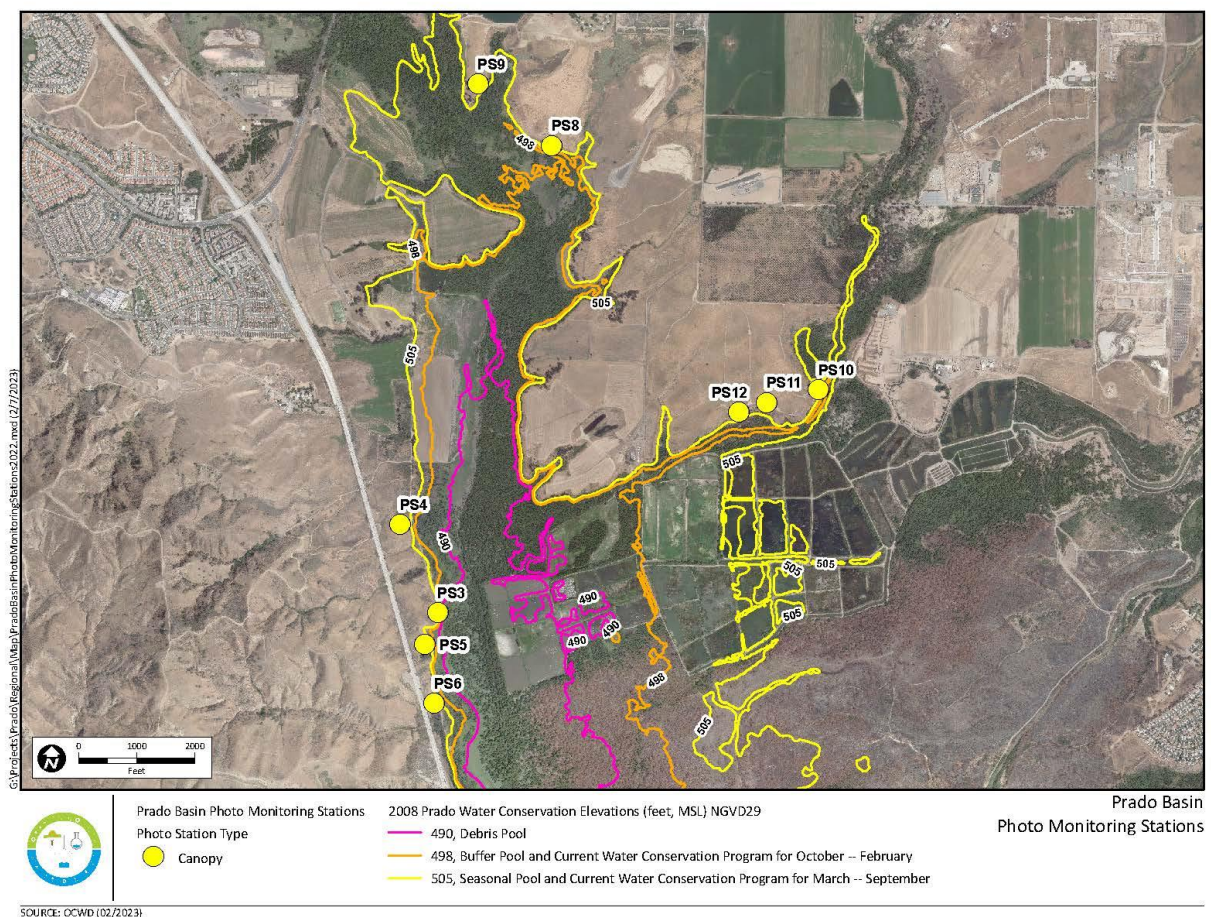 PS9
PS8
498
498
505
505
PS10
PS11
PS12
505
PS4
490
505
505
PS3
490
490
490
505
PS5
PS6
498
505
N
0 1000 2000
Feet
G:\Projects\Prado\Regional\Map\PradoBasinPhotoMonitoringStations2022.mxd (2/7/2023)
Prado Basin Photo Monitoring Stations
Photo Station Type
Canopy
2008 Prado Water Conservation Elevations (feet, MSL) NGVD29
490, Debris Pool
498, Buffer Pool and Current Water Conservation Program for October -- February
505, Seasonal Pool and Current Water Conservation Program for March -- September
Prado Basin
Photo Monitoring Stations
SOURCE: OCWD (02/2023)